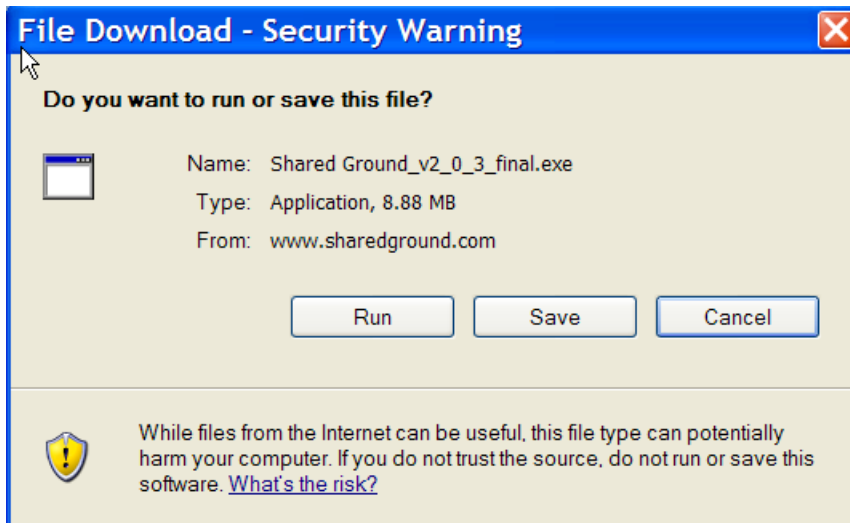 File Download - Security Warning
Do you want to run or save this file?
Name: Shared Ground_v2_0_3_final.exe
Type: Application, 8.88 MB
From: www.sharedground.com
Run Save Cancel
While files from the Internet can be useful, this file type can potentially
harm your computer. If you do not trust the source, do not run or save this
software. What's the risk?